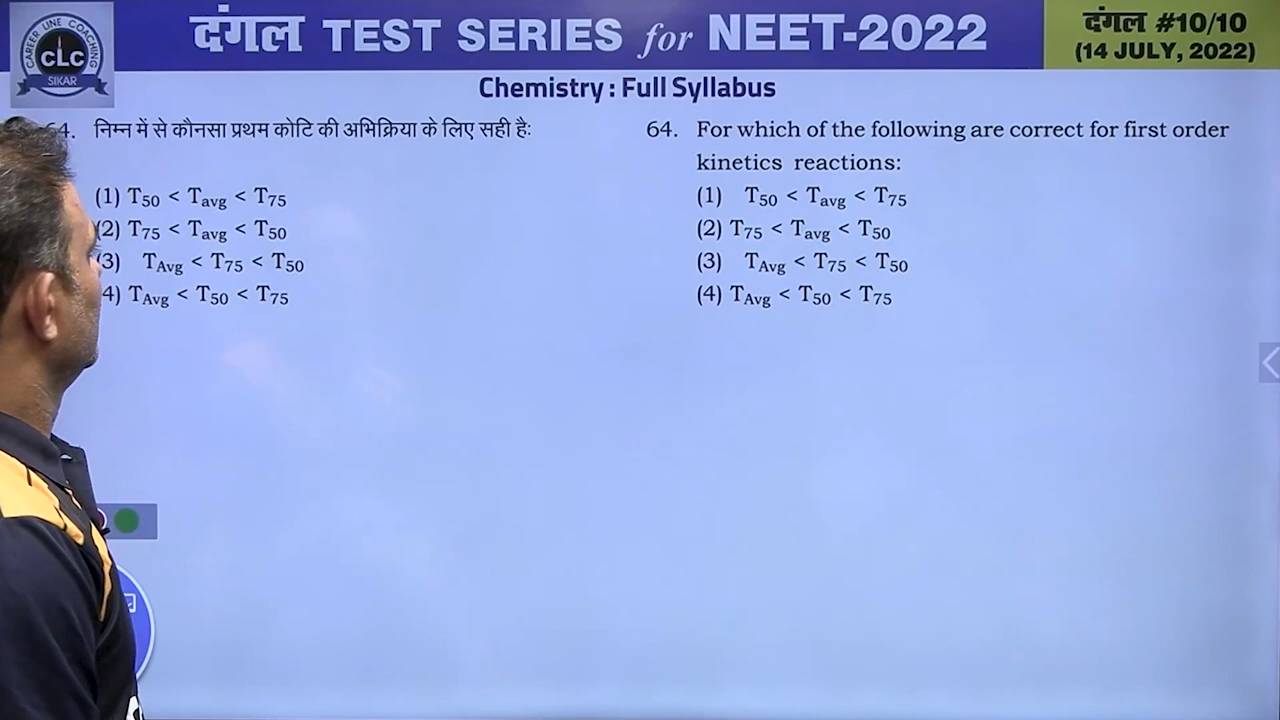 दंगल TEST SERIES for NEET-2022
दंगल #10/10
(14 JULY, 2022)
CAREER LINE COACHING
CLC
SIKAR
Chemistry : Full Syllabus
64. निम्न में से कौनसा प्रथम कोटि की अभिक्रिया के लिए सही है:
(1) T50 < Tavg < T75
(2) T75 < Tavg < T50
(3) TAvg < T75 < T50
4) TAvg < T50 < T75
64. For which of the following are correct for first order
kinetics reactions:
(1) T50 < Tavg < T75
(2) T75 < Tavg < T50
(3) TAvg < T75 < T50
(4) TAvg < T50 < T75